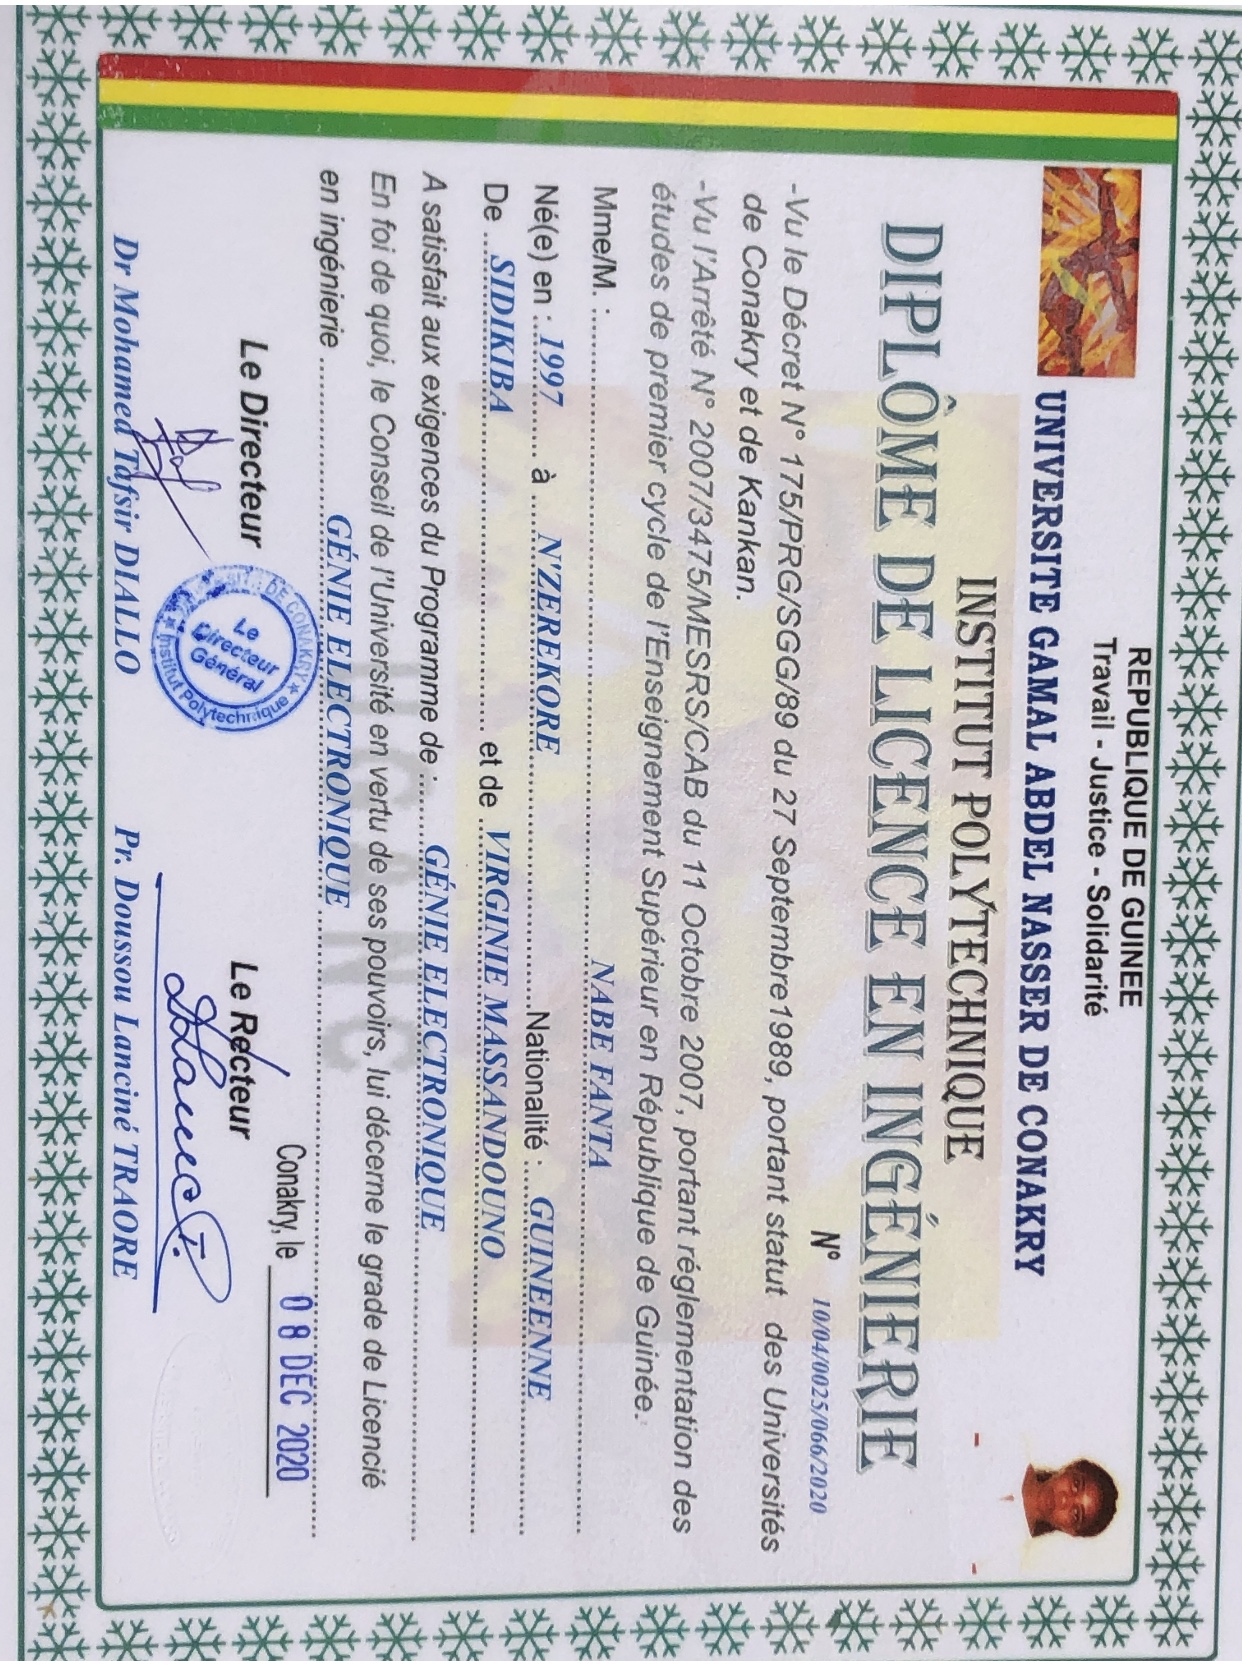 REPUBLIQUE DE GUINEE
Travail - Justice - Solidarité
UNIVERSITE GAMAL ABDEL NASSER DE CONAKRY
INSTITUT POLYTECHNIQUE
DIPLÔME DE LICENCE EN INGÉNIERIE
N° 10/04/0025/066/2020
-Vu le Décret N° 175/PRG/SGG/89 du 27 Septembre1989, portant statut des Universités
de Conakry et de Kankan.
-Vu l'Arrêté N° 2007/3475/MESRS/CAB du 11 Octobre 2007, portant réglementation des
études de premier cycle de l'Enseignement Supérieur en République de Guinée.
Mme/M. : NABE FANTA
Né(e) en : 1997 à N'ZEREKORE Nationalité : GUINEENNE
De SIDIKIBA et de VIRGINIE MASSANDOUNO
A satisfait aux exigences du Programme de : GÉNIE ELECTRONIQUE
En foi de quoi, le Conseil de l'Université en vertu de ses pouvoirs, lui décerne le grade de Licencié
en ingénierie GÉNIE ELECTRONIQUE
UGANC
Conakry, le 08 DEC 2020
Le Directeur
Le Recteur
DE CONAKRY
Le
Directeur
Général
Institut Polytechnique
Dr Mohamed Tafsir DIALLO
Pr. Doussou Lanciné TRAORE